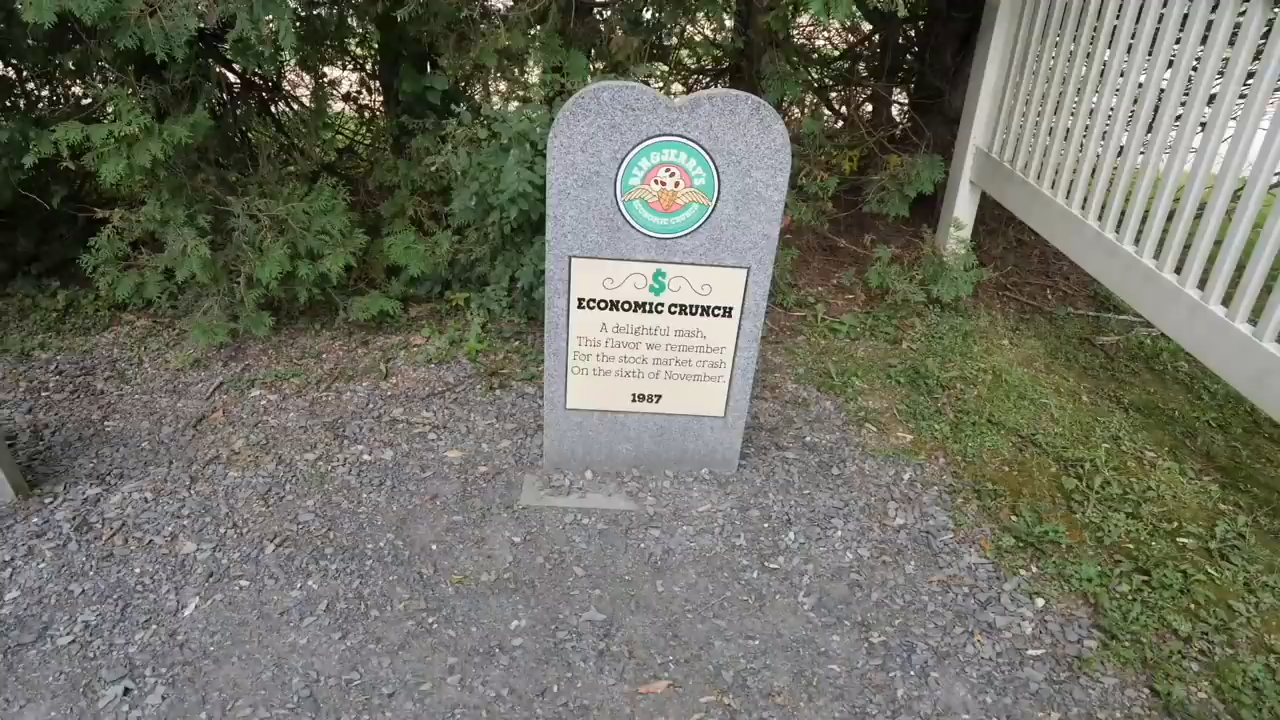 BEN & JERRY'S
ECONOMIC CRUNCH
$
ECONOMIC CRUNCH
A delightful mash,
This flavor we remember
For the stock market crash
On the sixth of November.
1987